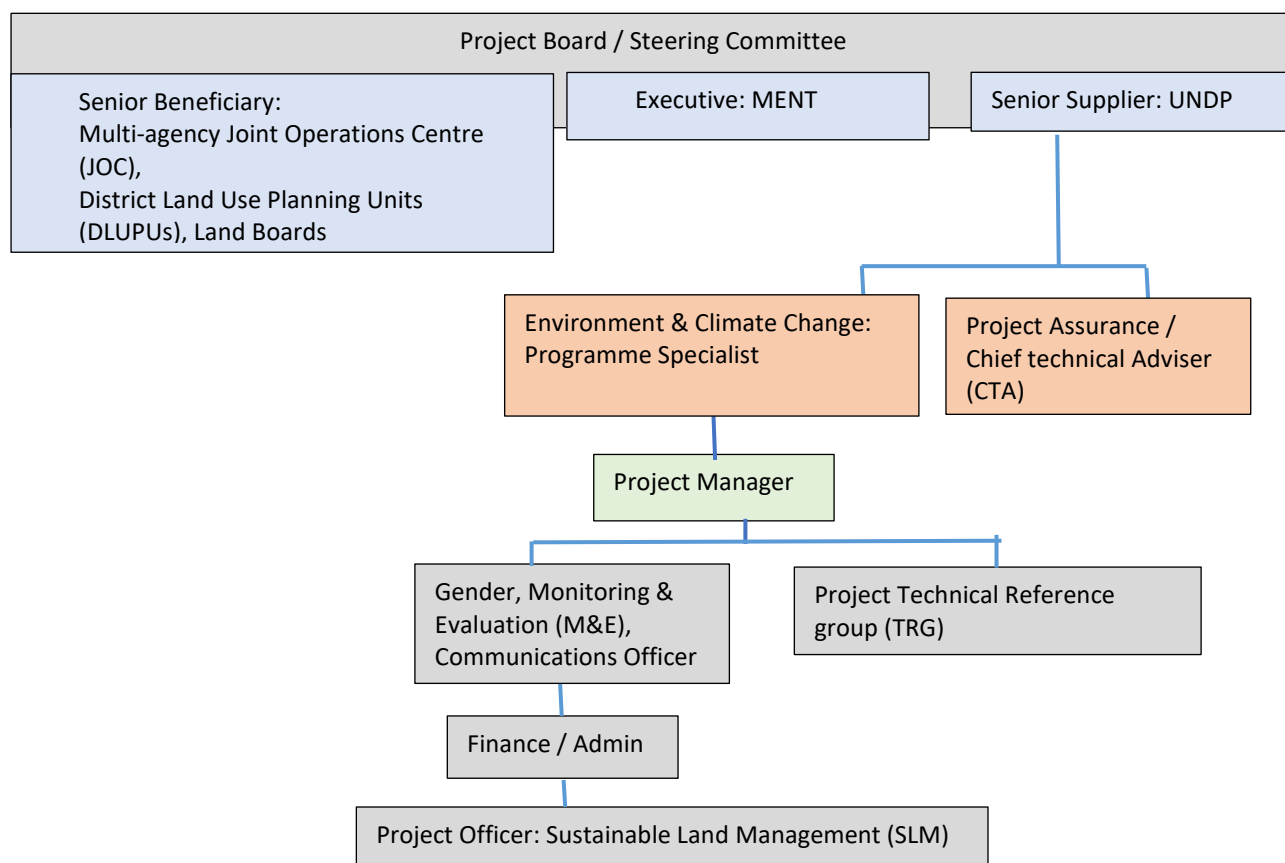 Project Board / Steering Committee
Senior Beneficiary:
Multi-agency Joint Operations Centre
(JOC),
District Land Use Planning Units
(DLUPUs), Land Boards
Executive: MENT
Senior Supplier: UNDP
Environment & Climate Change:
Programme Specialist
Project Assurance /
Chief technical Adviser
(CTA)
Project Manager
Gender, Monitoring &
Evaluation (M&E),
Communications Officer
Project Technical Reference
group (TRG)
Finance / Admin
Project Officer: Sustainable Land Management (SLM)